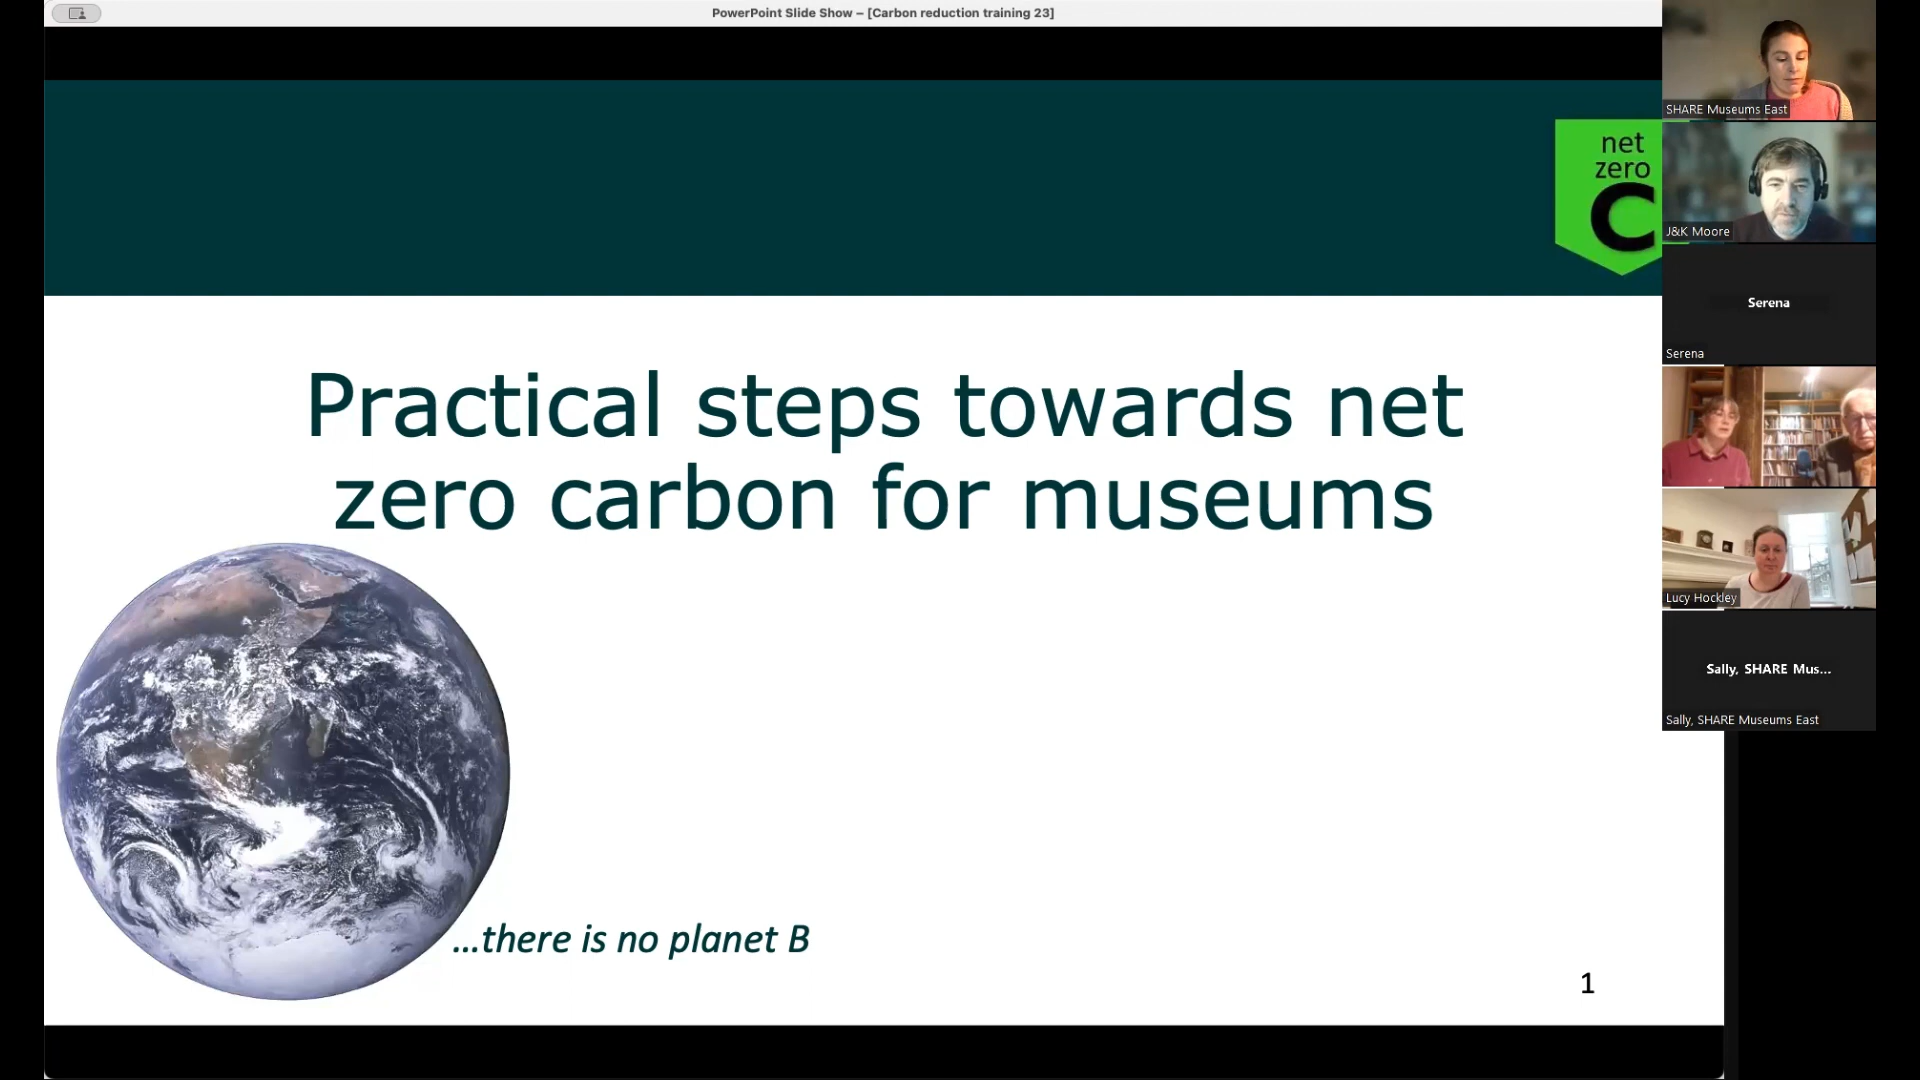 PowerPoint Slide Show – [Carbon reduction training 23]
net
zero
C
Practical steps towards net
zero carbon for museums
...there is no planet B
1
SHARE Museums East
J&K Moore
Serena
Serena
Lucy Hockley
Sally, SHARE Mus...
Sally, SHARE Museums East